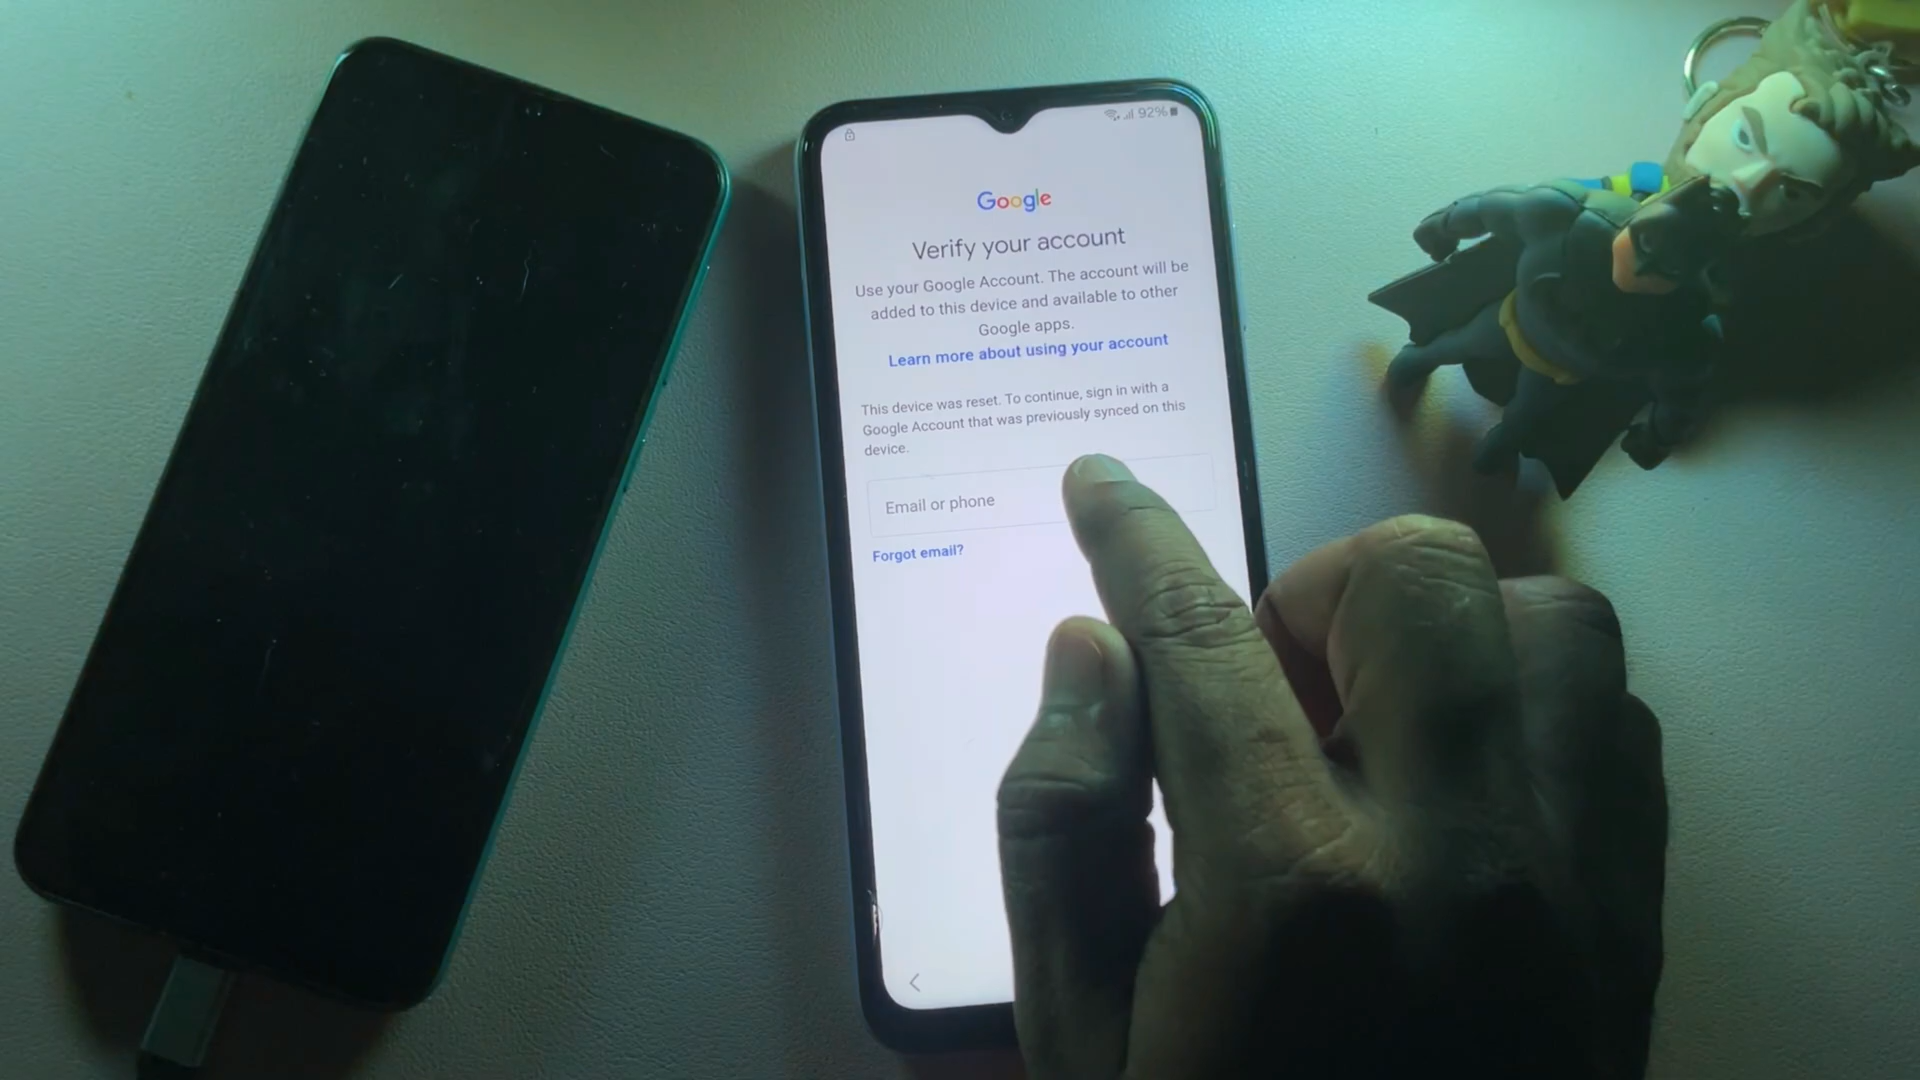 92%
Google
Verify your account
Use your Google Account. The account will be
added to this device and available to other
Google apps.
Learn more about using your account
This device was reset. To continue, sign in with a
Google Account that was previously synced on this
device.
Email or phone
Forgot email?